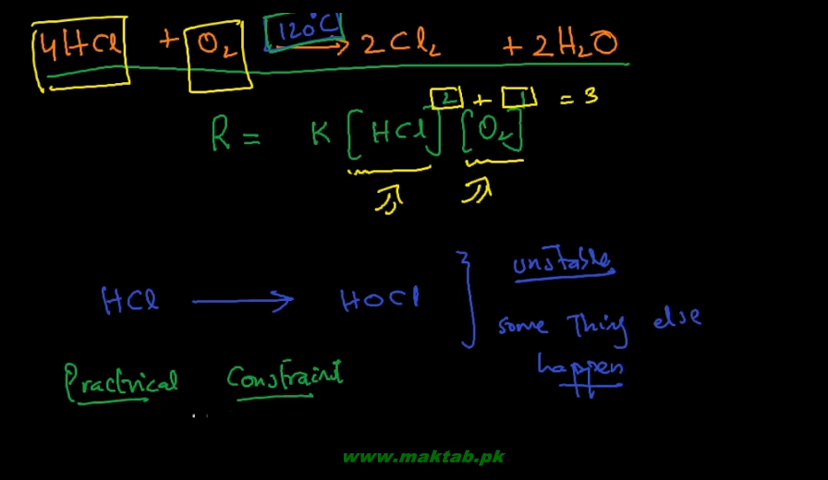 4HCl + O₂ 120°C → 2Cl₂ + 2H₂O
2 + 1 = 3
R = K [HCl] [O₂]
HCl → HOCl } unstable
some Thing else
happen
Practrical Constraint
www.maktab.pk